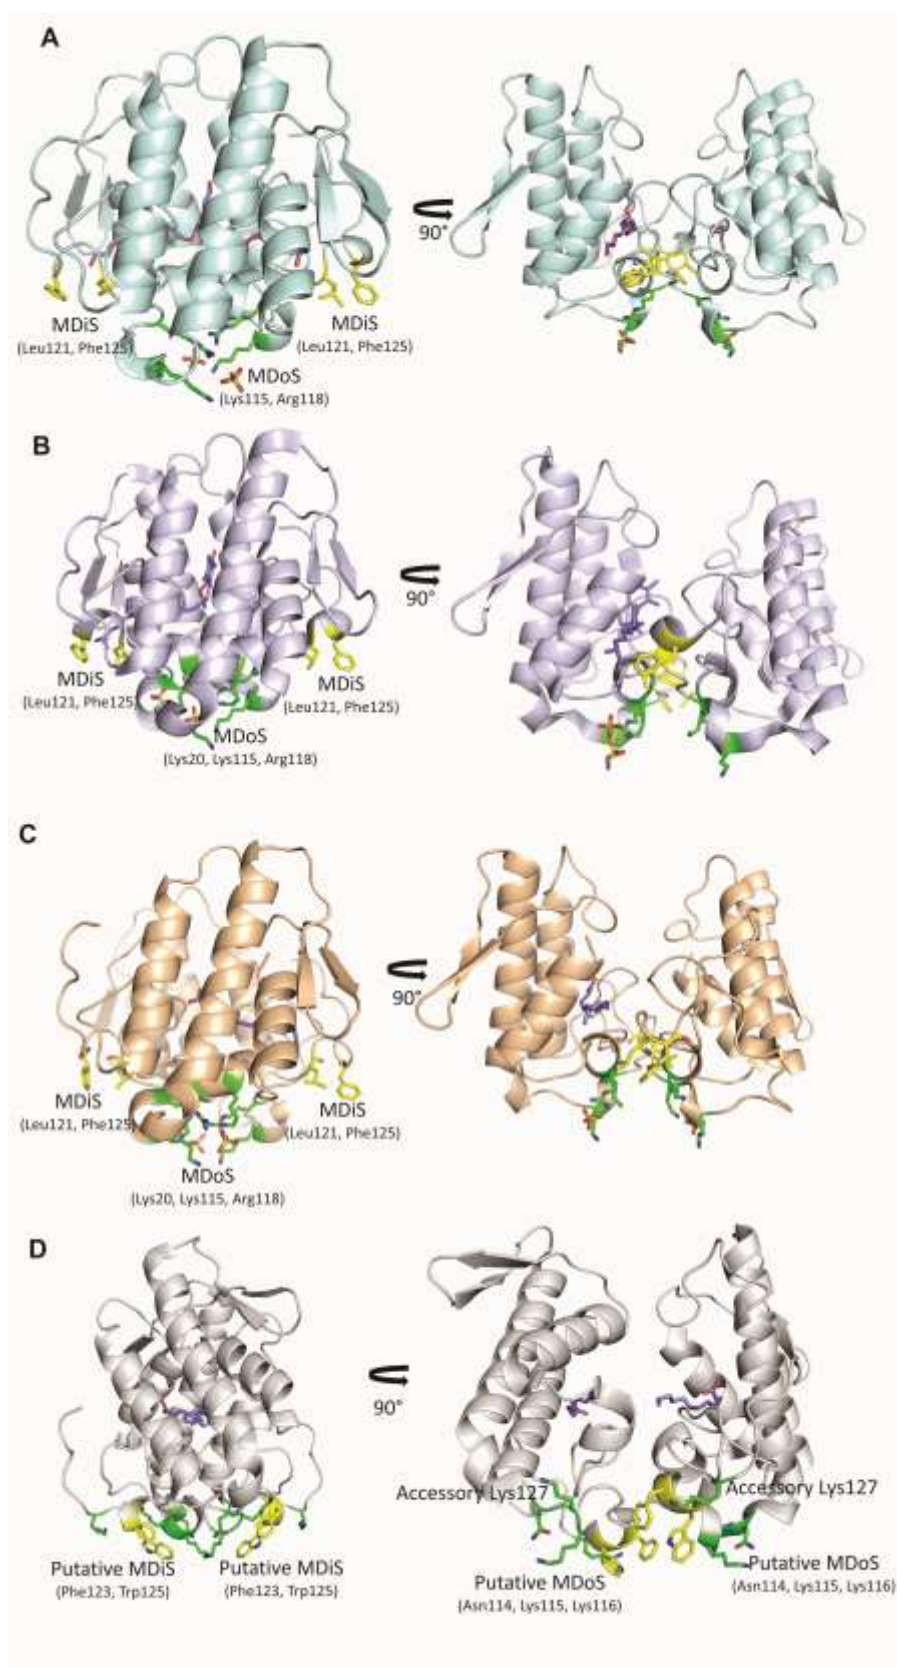 A
90°
MDiS
(Leu121, Phe125)
MDiS
(Leu121, Phe125)
MDoS
(Lys115, Arg118)
B
90°
MDiS
(Leu121, Phe125)
MDiS
(Leu121, Phe125)
MDoS
(Lys20, Lys115, Arg118)
C
90°
MDiS
(Leu121, Phe125)
MDiS
(Leu121, Phe125)
MDoS
(Lys20, Lys115, Arg118)
D
90°
Accessory Lys127
Accessory Lys127
Putative MDiS
(Phe123, Trp125)
Putative MDiS
(Phe123, Trp125)
Putative MDoS
(Asn114, Lys115, Lys116)
Putative MDoS
(Asn114, Lys115, Lys116)